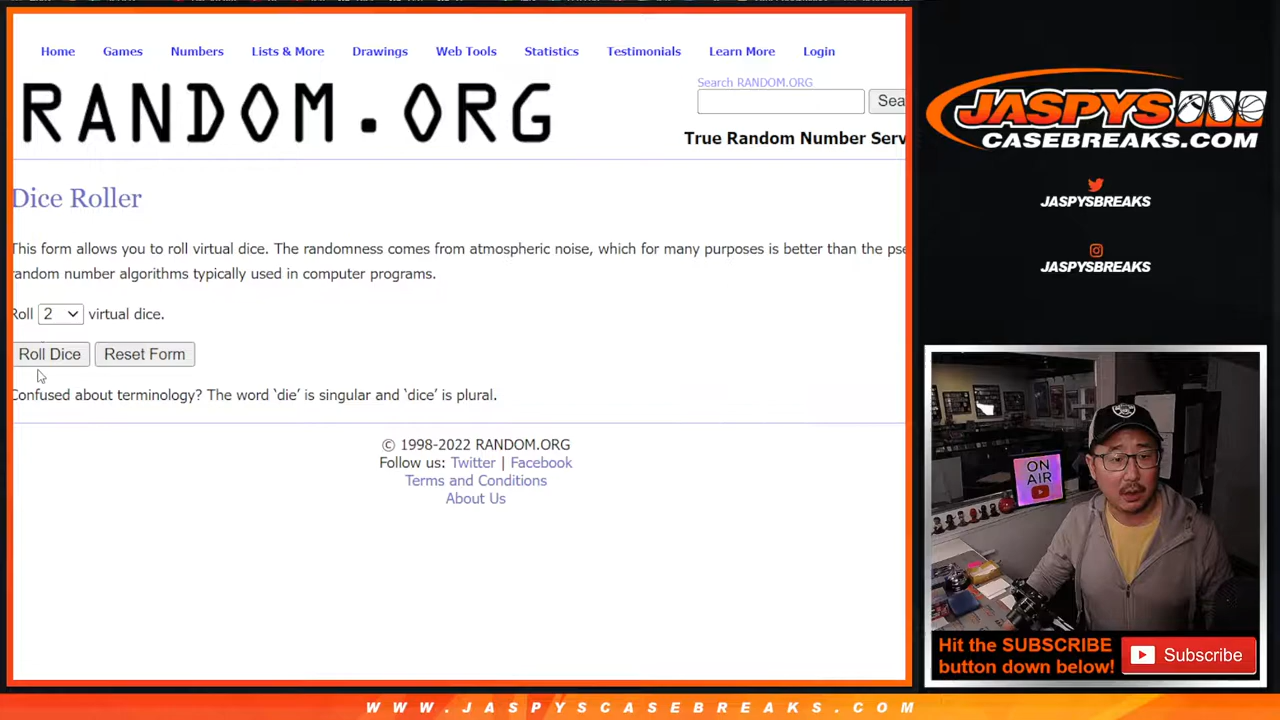 Home Games Numbers Lists & More Drawings Web Tools Statistics Testimonials Learn More Login
RANDOM.ORG
Search RANDOM.ORG
Sea
True Random Number Serv
Dice Roller
This form allows you to roll virtual dice. The randomness comes from atmospheric noise, which for many purposes is better than the pse
random number algorithms typically used in computer programs.
Roll 2 virtual dice.
Roll Dice Reset Form
Confused about terminology? The word ‘die’ is singular and ‘dice’ is plural.
© 1998-2022 RANDOM.ORG
Follow us: Twitter | Facebook
Terms and Conditions
About Us
JASPYS
CASEBREAKS.COM
JASPYSBREAKS
JASPYSBREAKS
ON
AIR
Hit the SUBSCRIBE
button down below!
Subscribe
WWW.JASPYSCASEBREAKS.COM